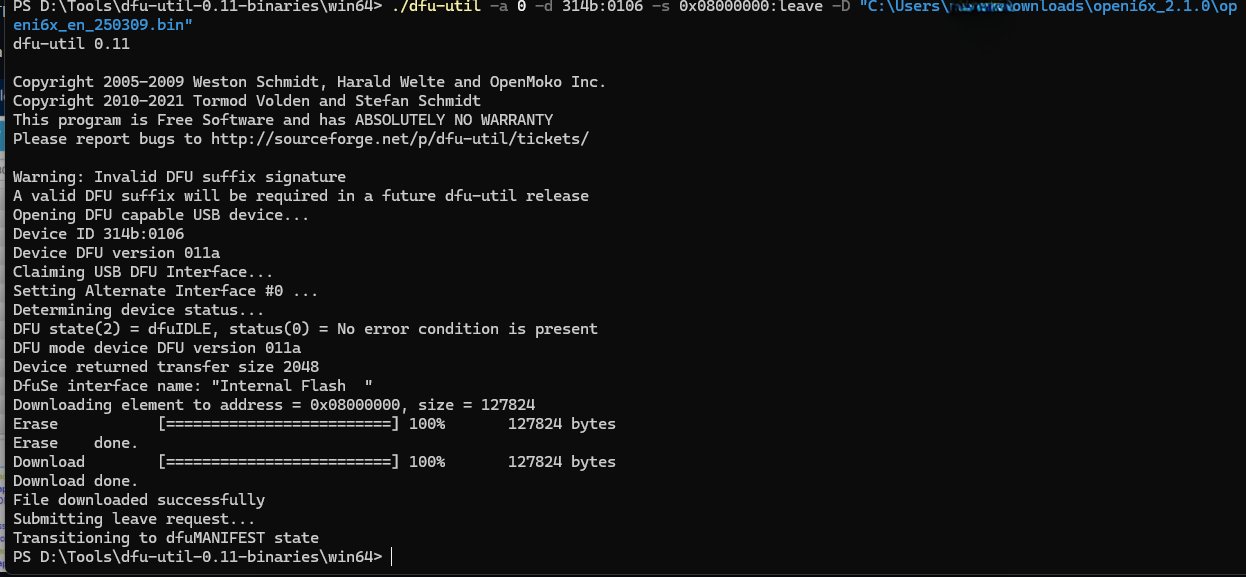 PS D:\Tools\dfu-util-0.11-binaries\win64> ./dfu-util -a 0 -d 314b:0106 -s 0x08000000:leave -D "C:\Users\ ownloads\openi6x_2.1.0\op
eni6x_en_250309.bin"
dfu-util 0.11
Copyright 2005-2009 Weston Schmidt, Harald Welte and OpenMoko Inc.
Copyright 2010-2021 Tormod Volden and Stefan Schmidt
This program is Free Software and has ABSOLUTELY NO WARRANTY
Please report bugs to http://sourceforge.net/p/dfu-util/tickets/
Warning: Invalid DFU suffix signature
A valid DFU suffix will be required in a future dfu-util release
Opening DFU capable USB device...
Device ID 314b:0106
Device DFU version 011a
Claiming USB DFU Interface...
Setting Alternate Interface #0 ...
Determining device status...
DFU state(2) = dfuIDLE, status(0) = No error condition is present
DFU mode device DFU version 011a
Device returned transfer size 2048
DfuSe interface name: "Internal Flash  "
Downloading element to address = 0x08000000, size = 127824
Erase           [=========================] 100%       127824 bytes
Erase    done.
Download        [=========================] 100%       127824 bytes
Download done.
File downloaded successfully
Submitting leave request...
Transitioning to dfuMANIFEST state
PS D:\Tools\dfu-util-0.11-binaries\win64>